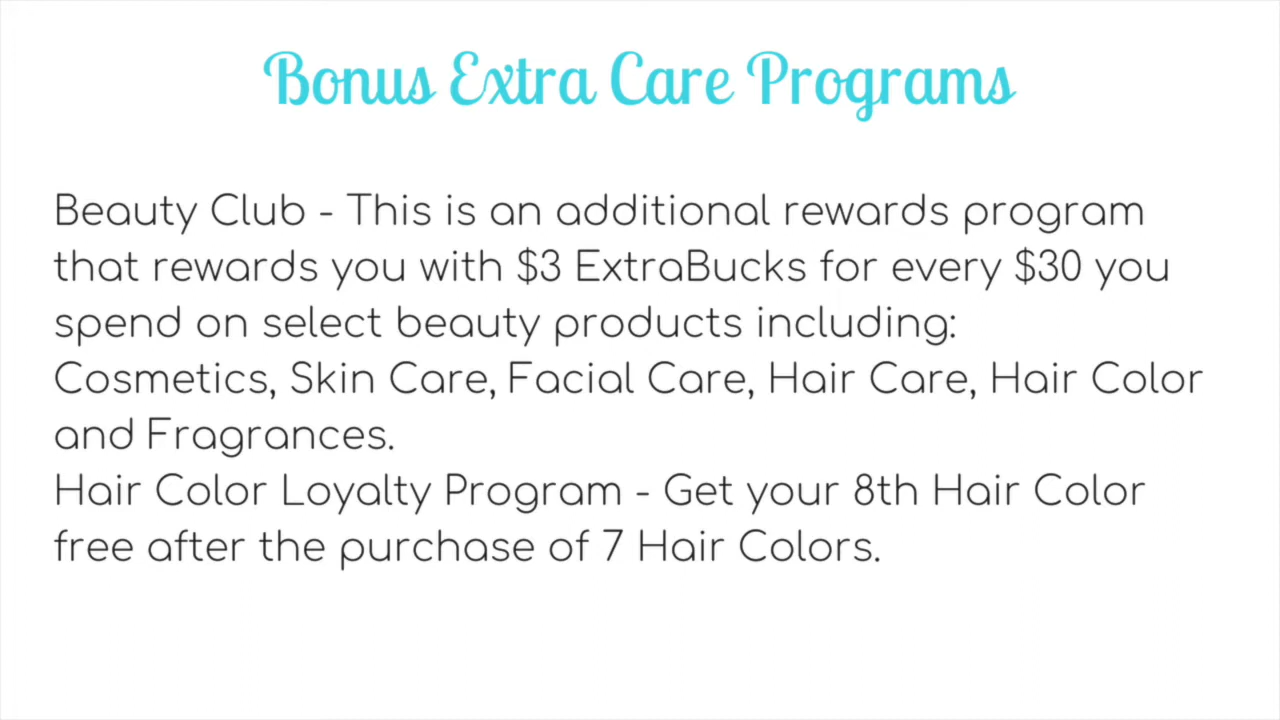 Bonus Extra Care Programs
Beauty Club - This is an additional rewards program
that rewards you with $3 ExtraBucks for every $30 you
spend on select beauty products including:
Cosmetics, Skin Care, Facial Care, Hair Care, Hair Color
and Fragrances.
Hair Color Loyalty Program - Get your 8th Hair Color
free after the purchase of 7 Hair Colors.